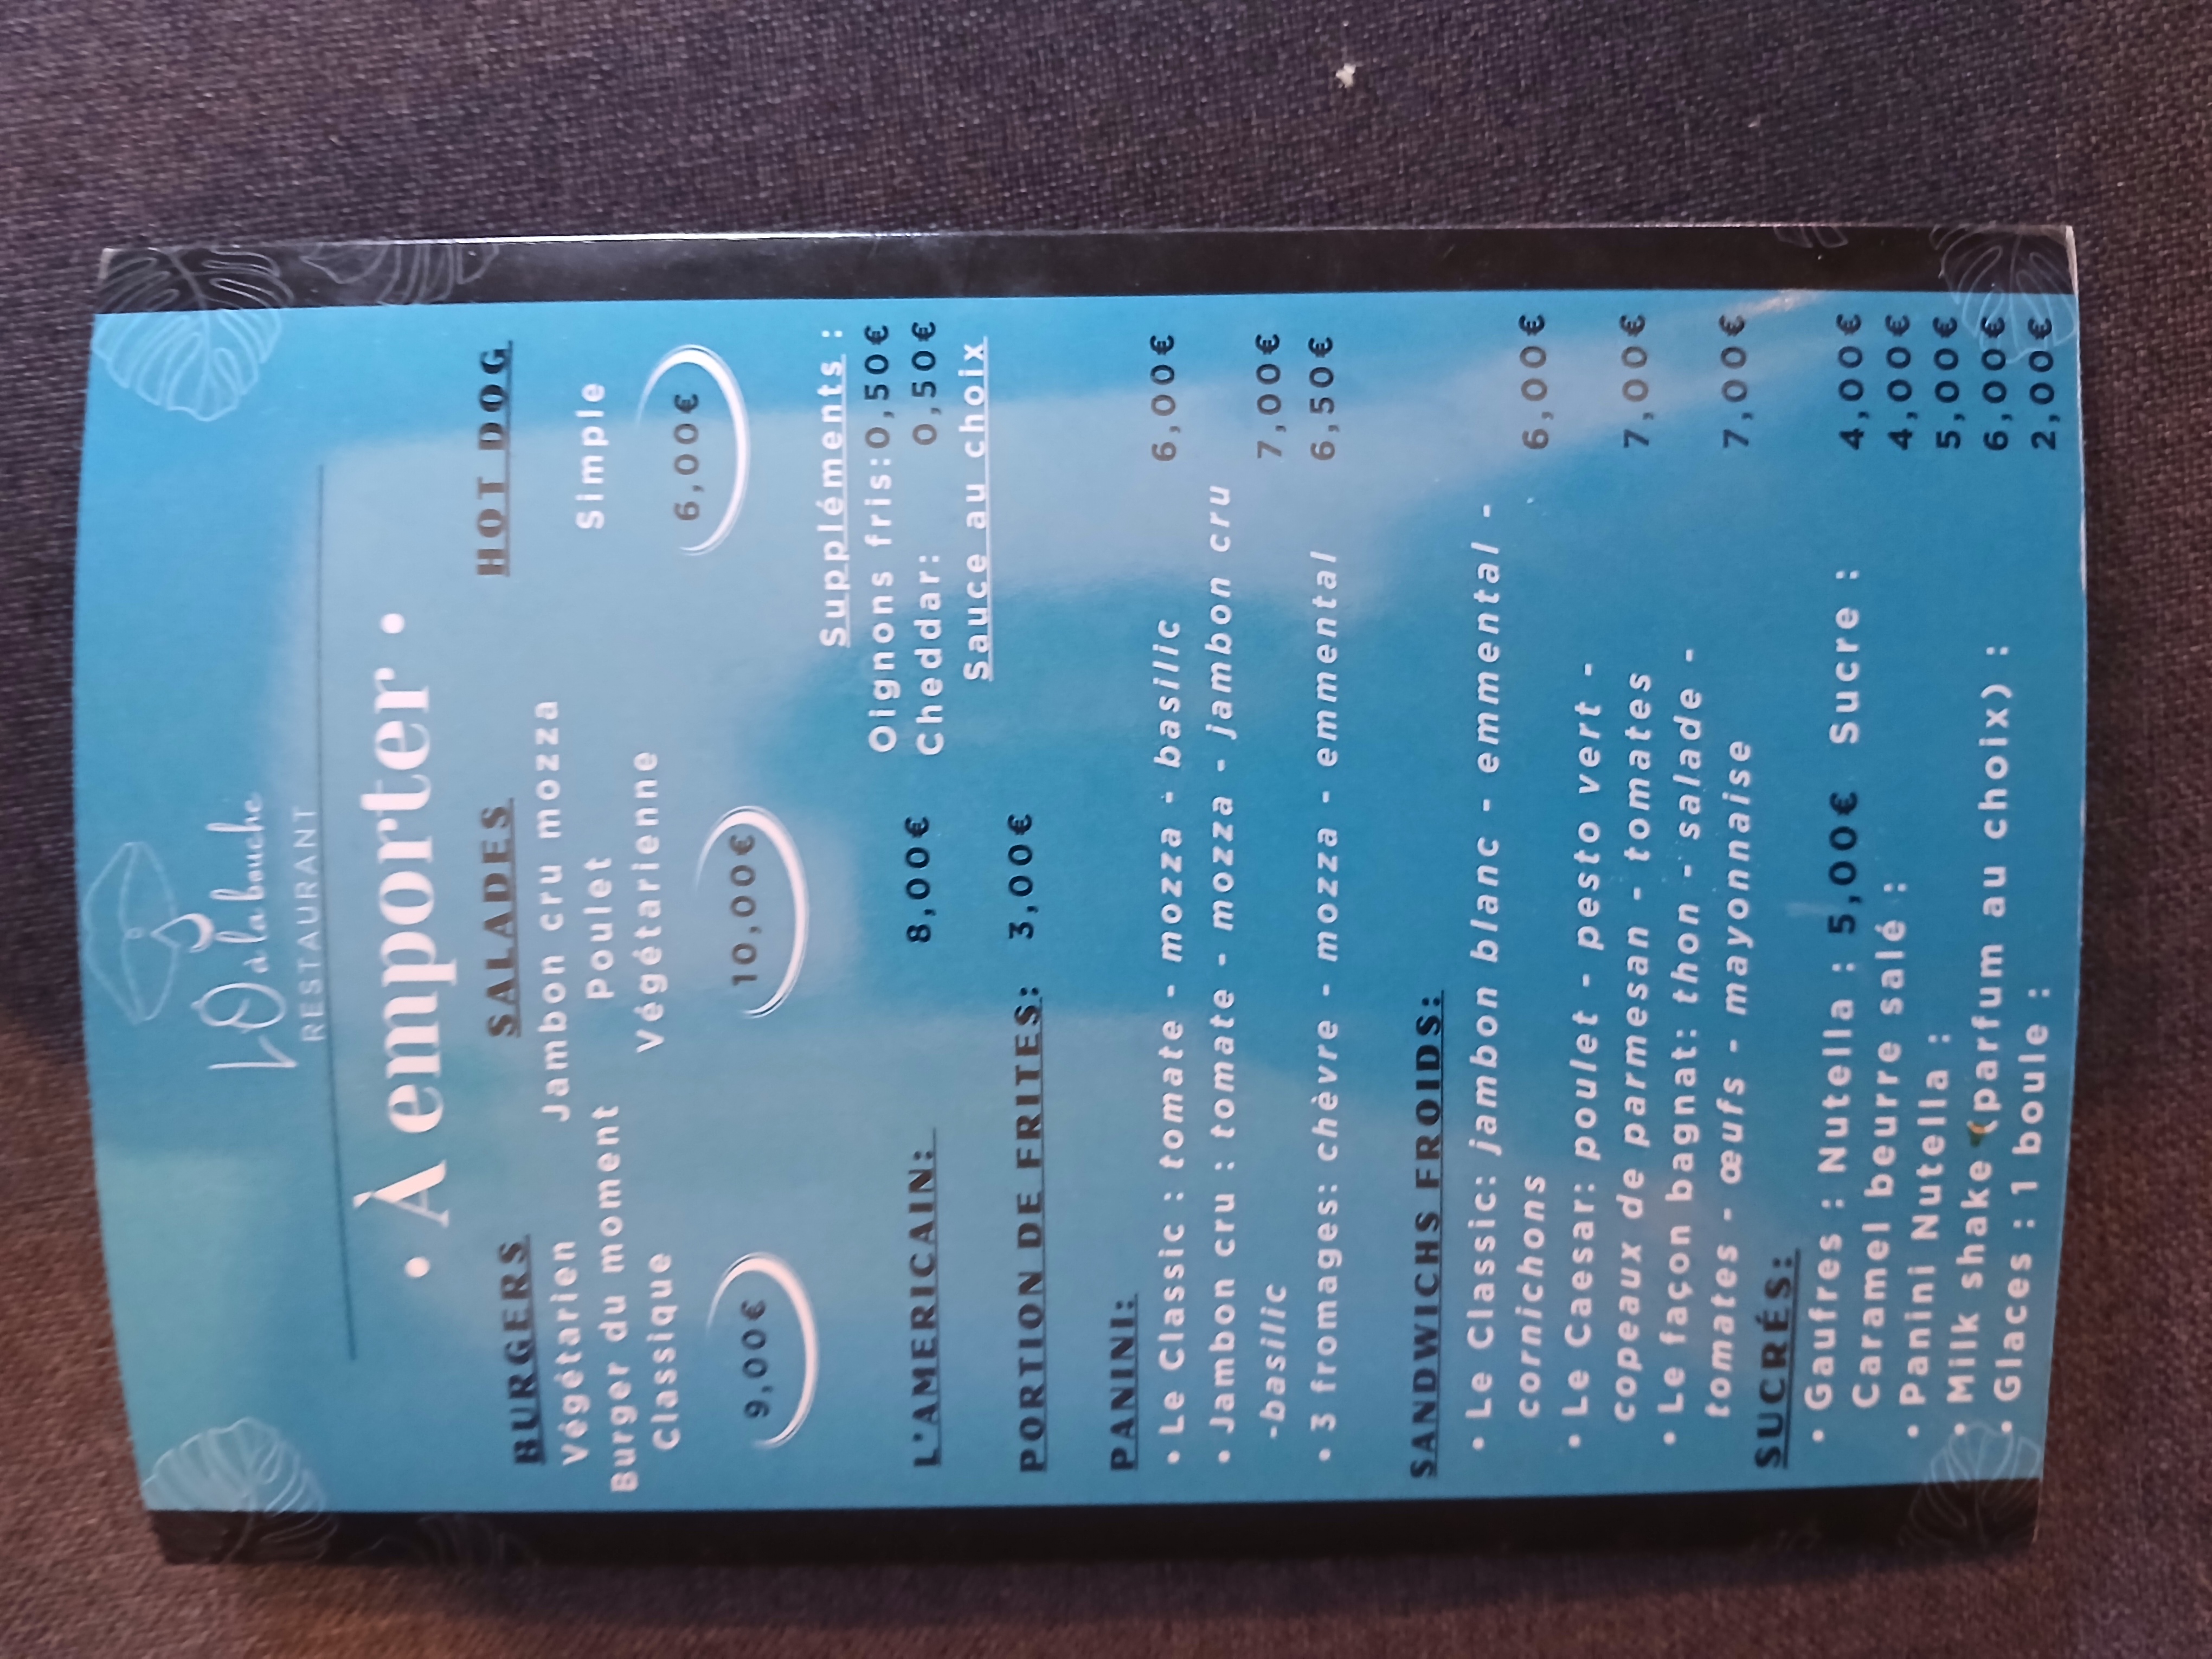 LO à la bouche
RESTAURANT
• À emporter •
BURGERS
Végétarien
Burger du moment
Classique
9,00€
SALADES
Jambon cru mozza
Poulet
Végétarienne
10,00€
HOT DOG
Simple
6,00€
Suppléments :
Oignons fris:0,50€
Cheddar: 0,50€
Sauce au choix
L'AMERICAIN: 8,00€
PORTION DE FRITES: 3,00€
PANINI:
• Le Classic : tomate - mozza - basilic 6,00€
• Jambon cru : tomate - mozza - jambon cru
-basilic 7,00€
• 3 fromages: chèvre - mozza - emmental 6,50€
SANDWICHS FROIDS:
• Le Classic: jambon blanc - emmental -
cornichons 6,00€
• Le Caesar: poulet - pesto vert -
copeaux de parmesan - tomates 7,00€
• Le façon bagnat: thon - salade -
tomates - œufs - mayonnaise 7,00€
SUCRÉS:
• Gaufres : Nutella : 5,00€ Sucre : 4,00€
Caramel beurre salé : 4,00€
• Panini Nutella : 5,00€
• Milk shake (parfum au choix) : 6,00€
• Glaces : 1 boule : 2,00€